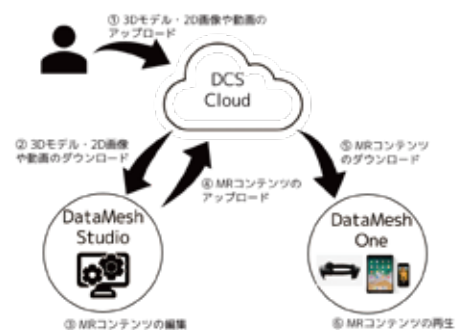 ① 3Dモデル・2D画像や動画の
アップロード
DCS
Cloud
② 3Dモデル・2D画像
や動画のダウンロード
⑤ MRコンテンツ
のダウンロード
④ MRコンテンツの
アップロード
DataMesh
Studio
DataMesh
One
③ MRコンテンツの編集
⑥ MRコンテンツの再生